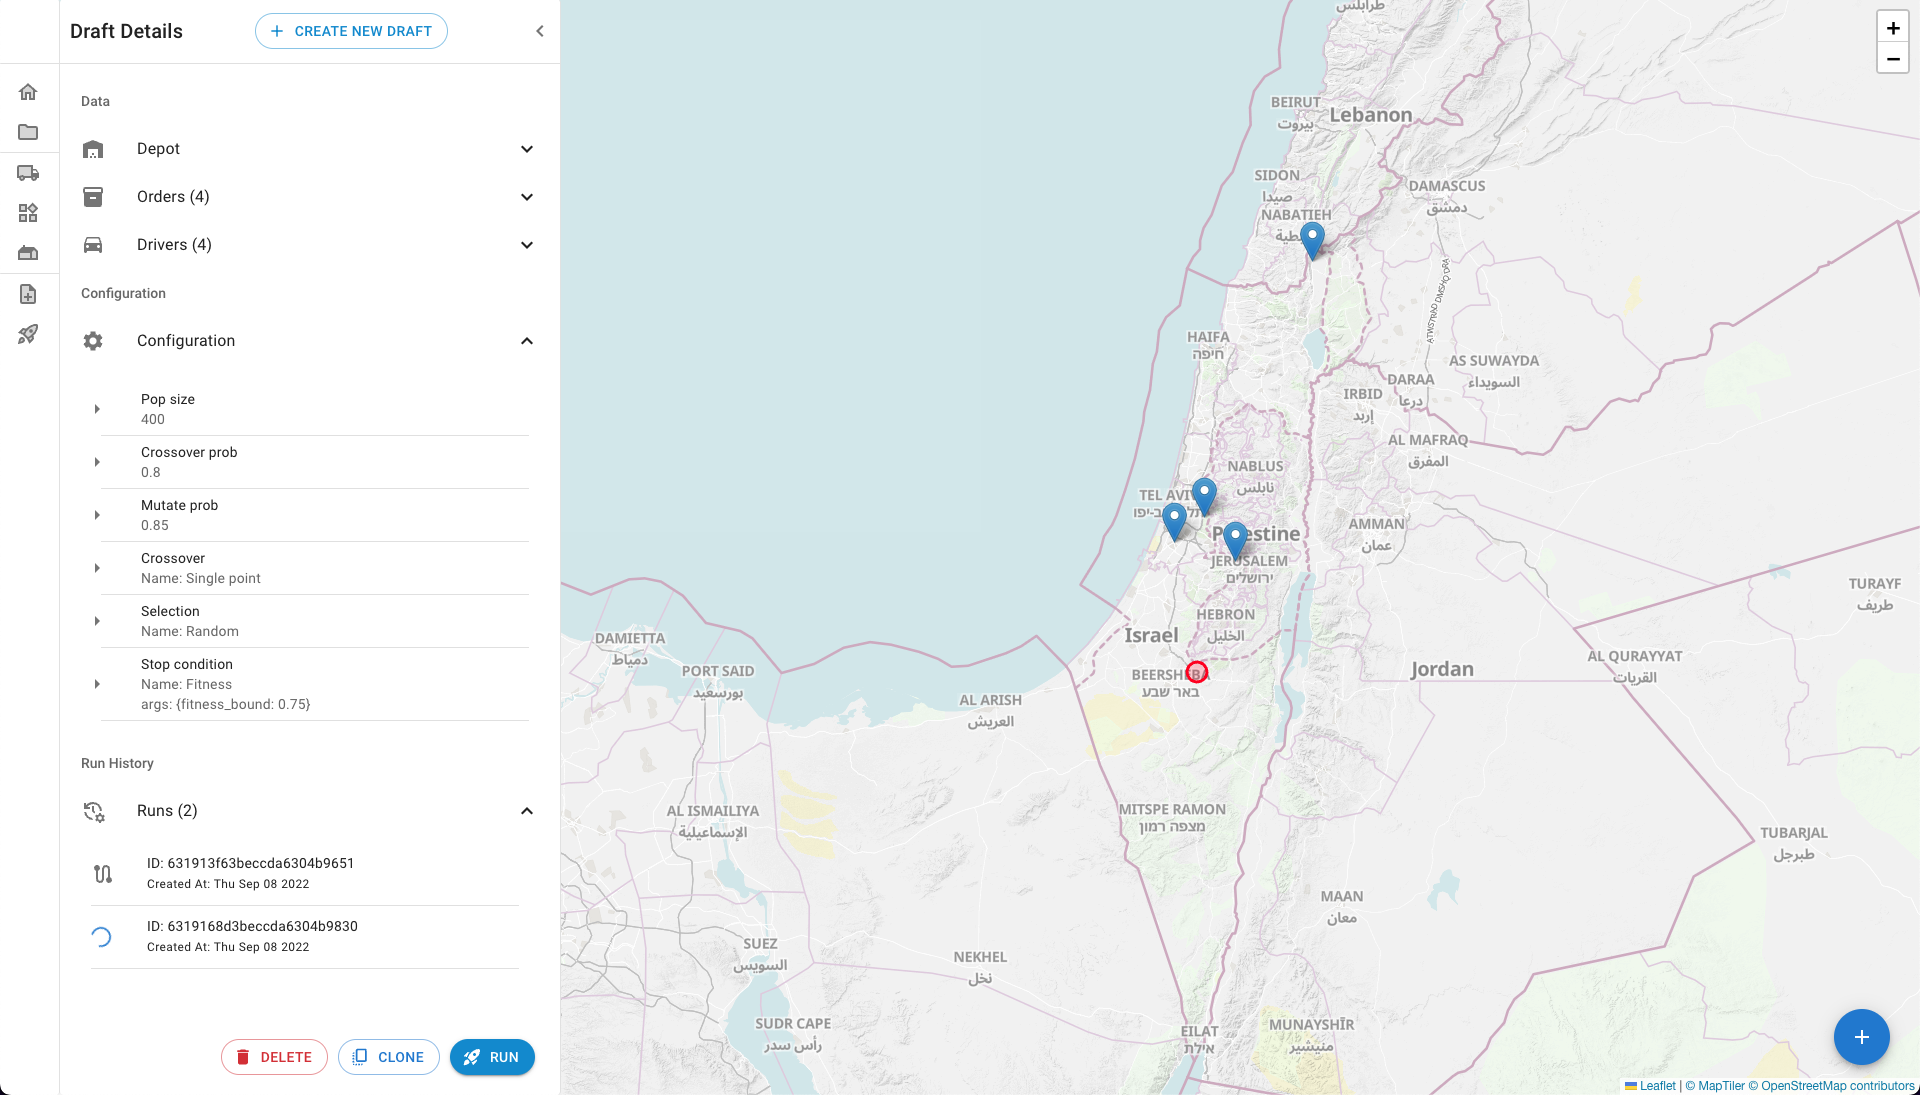 Draft Details
CREATE NEW DRAFT
Data
Depot
Orders (4)
Drivers (4)
Configuration
Configuration
Pop size
400
Crossover prob
0.8
Mutate prob
0.85
Crossover
Name: Single point
Selection
Name: Random
Stop condition
Name: Fitness
args: {fitness_bound: 0.75}
Run History
Runs (2)
ID: 631913f63beccda6304b9651
Created At: Thu Sep 08 2022
ID: 6319168d3beccda6304b9830
Created At: Thu Sep 08 2022
DELETE
CLONE
RUN
طرابلس
BEIRUT
بيروت
Lebanon
SIDON
صيدا
NABATIEH
DAMASCUS
دمشق
HAIFA
חיפה
AS SUWAYDA
السويداء
DARAA
درعا
IRBID
إربد
AL MAFRAQ
المفرق
NABLUS
نابلس
TEL AVIV
AMMAN
عمان
JERUSALEM
ירושלים
HEBRON
الخليل
Israel
BEERSHEBA
באר שבע
TURAYF
طريف
DAMIETTA
دمياط
PORT SAID
بورسعيد
AL ARISH
العريش
Jordan
AL QURAYYAT
القريات
AL ISMAILIYA
الإسماعيلية
MITSPE RAMON
מצפה רמון
TUBARJAL
طبرجل
MAAN
معان
SUEZ
السويس
NEKHEL
نخل
SUDR CAPE
رأس سدر
EILAT
אילת
MUNAYSHĪR
منيشير
+
−
Leaflet | © MapTiler © OpenStreetMap contributors